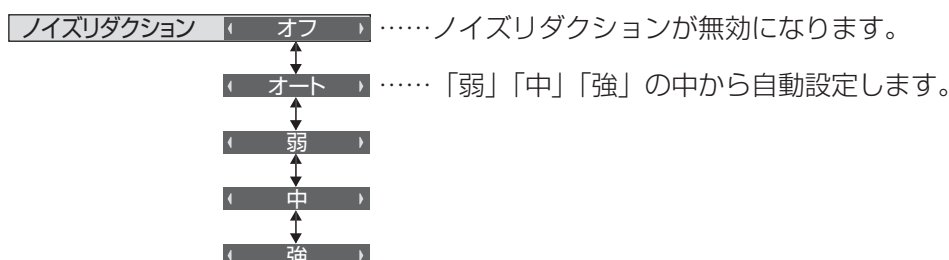 ノイズリダクション オフ ……ノイズリダクションが無効になります。
オート ……「弱」「中」「強」の中から自動設定します。
弱
中
強